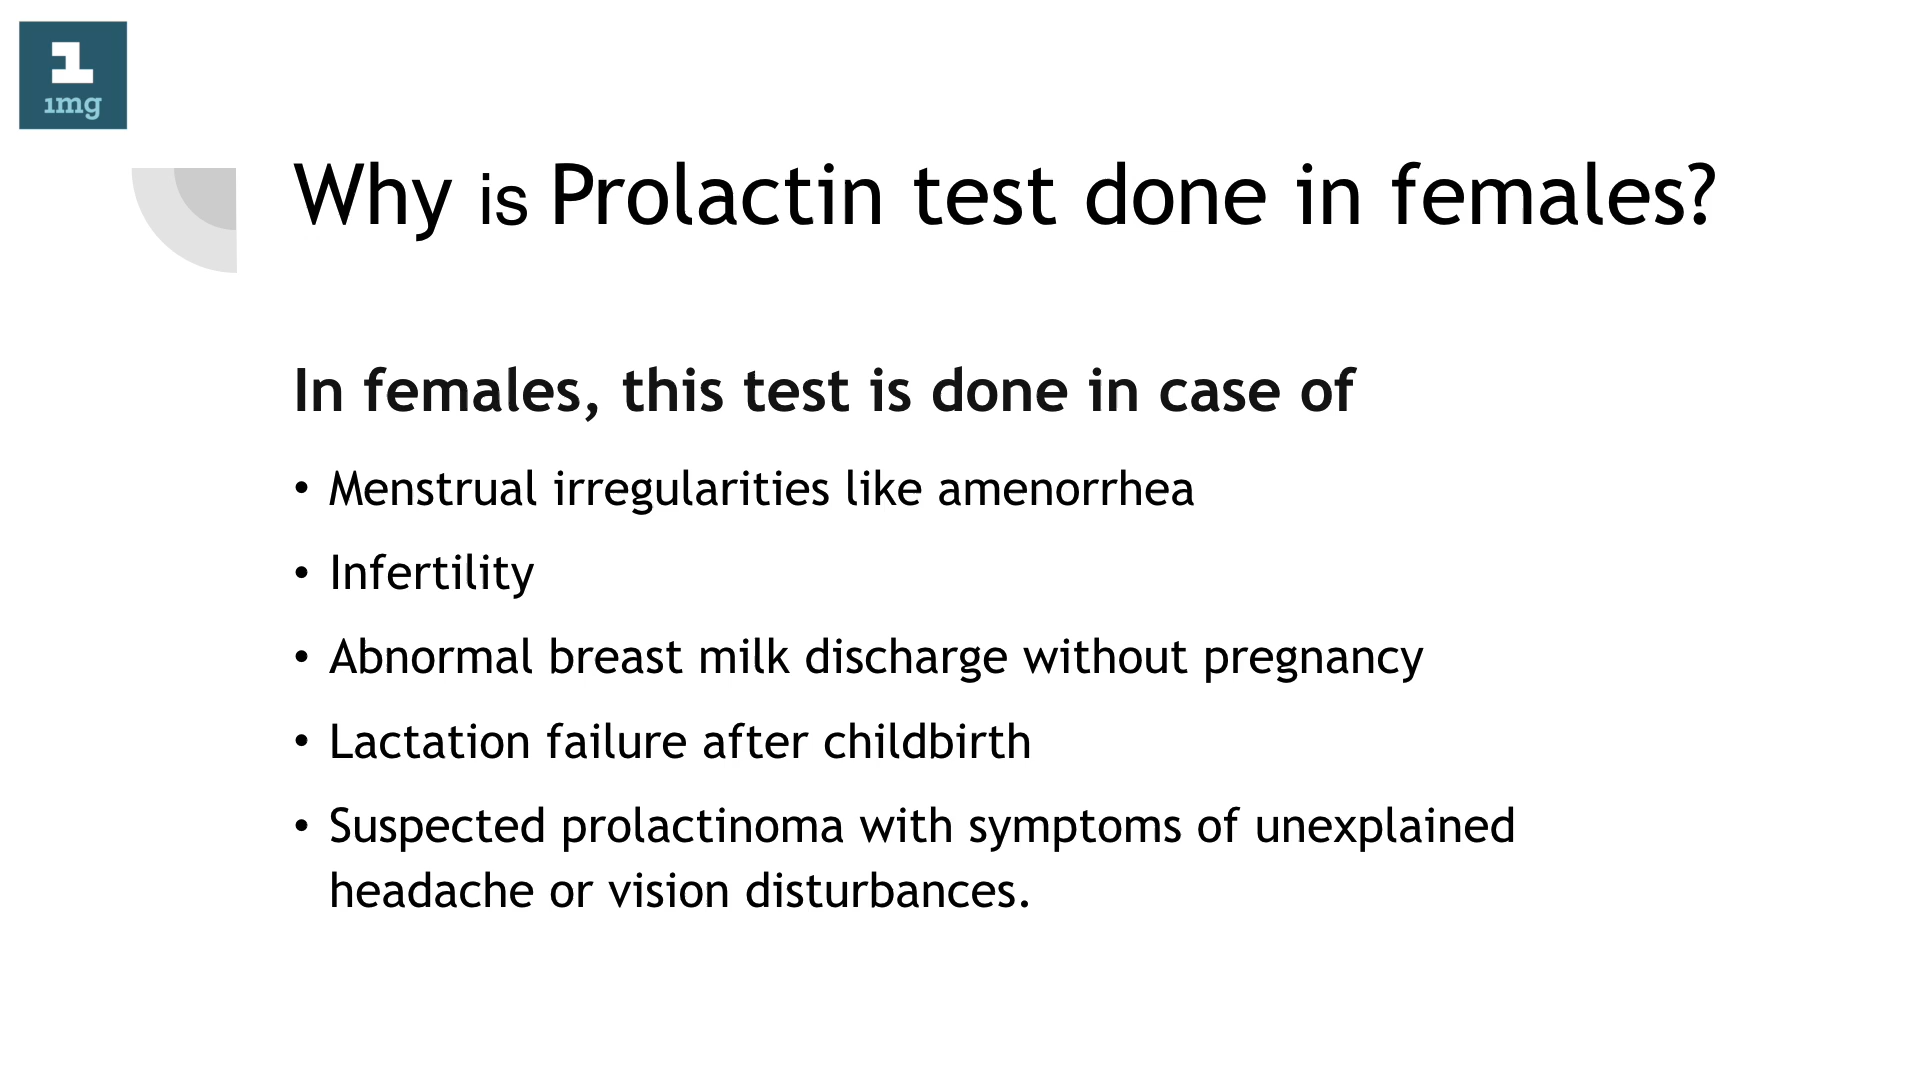 1
1mg
Why is Prolactin test done in females?
In females, this test is done in case of
• Menstrual irregularities like amenorrhea
• Infertility
• Abnormal breast milk discharge without pregnancy
• Lactation failure after childbirth
• Suspected prolactinoma with symptoms of unexplained
headache or vision disturbances.